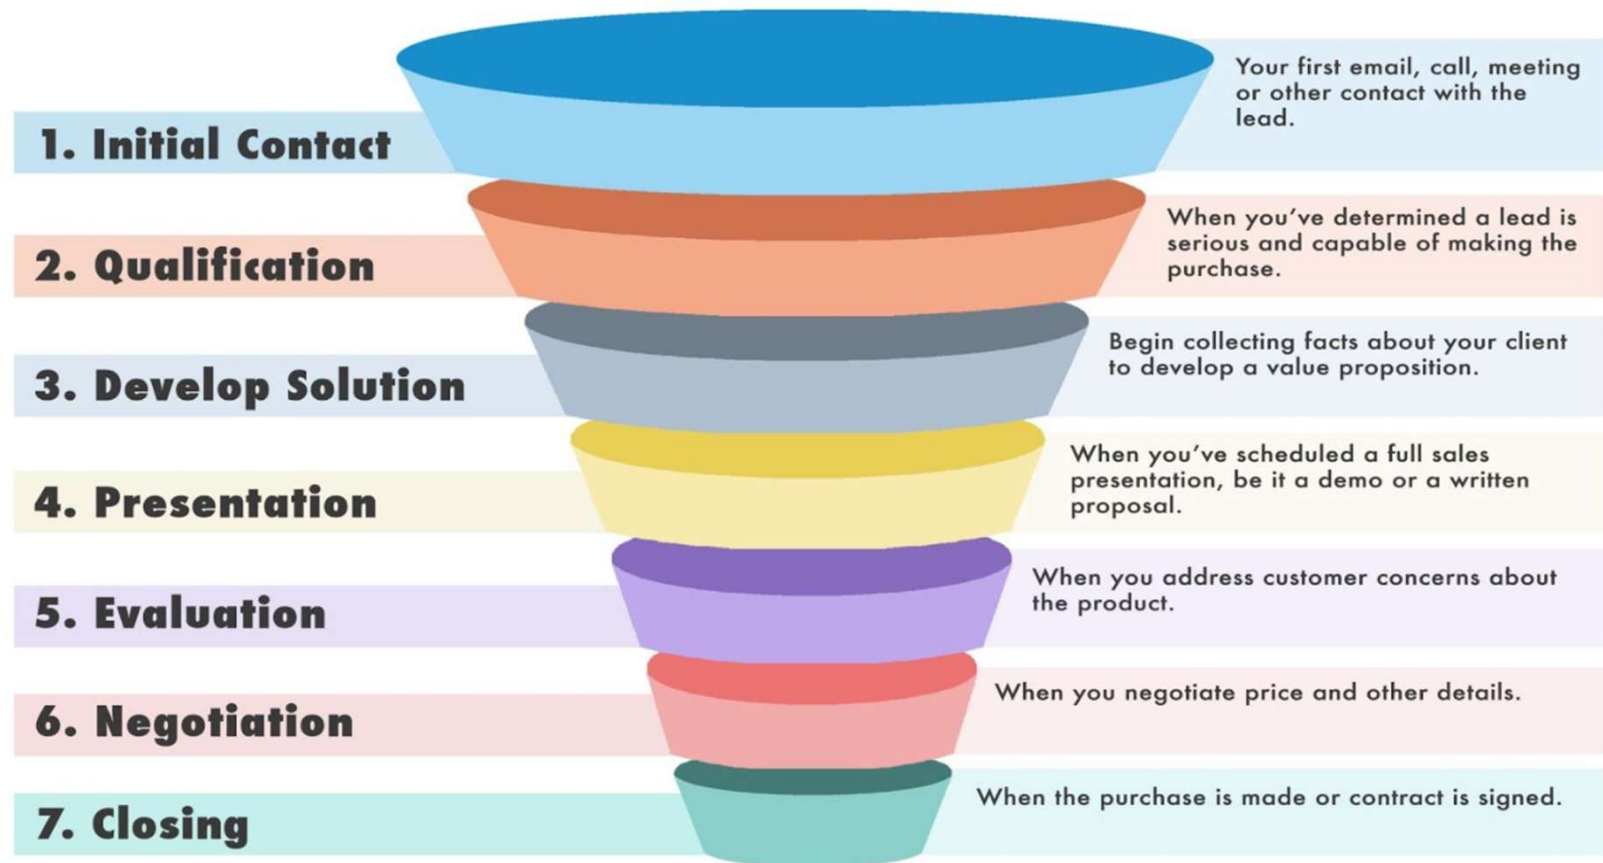 1. Initial Contact
Your first email, call, meeting
or other contact with the
lead.
2. Qualification
When you've determined a lead is
serious and capable of making the
purchase.
3. Develop Solution
Begin collecting facts about your client
to develop a value proposition.
4. Presentation
When you've scheduled a full sales
presentation, be it a demo or a written
proposal.
5. Evaluation
When you address customer concerns about
the product.
6. Negotiation
When you negotiate price and other details.
7. Closing
When the purchase is made or contract is signed.